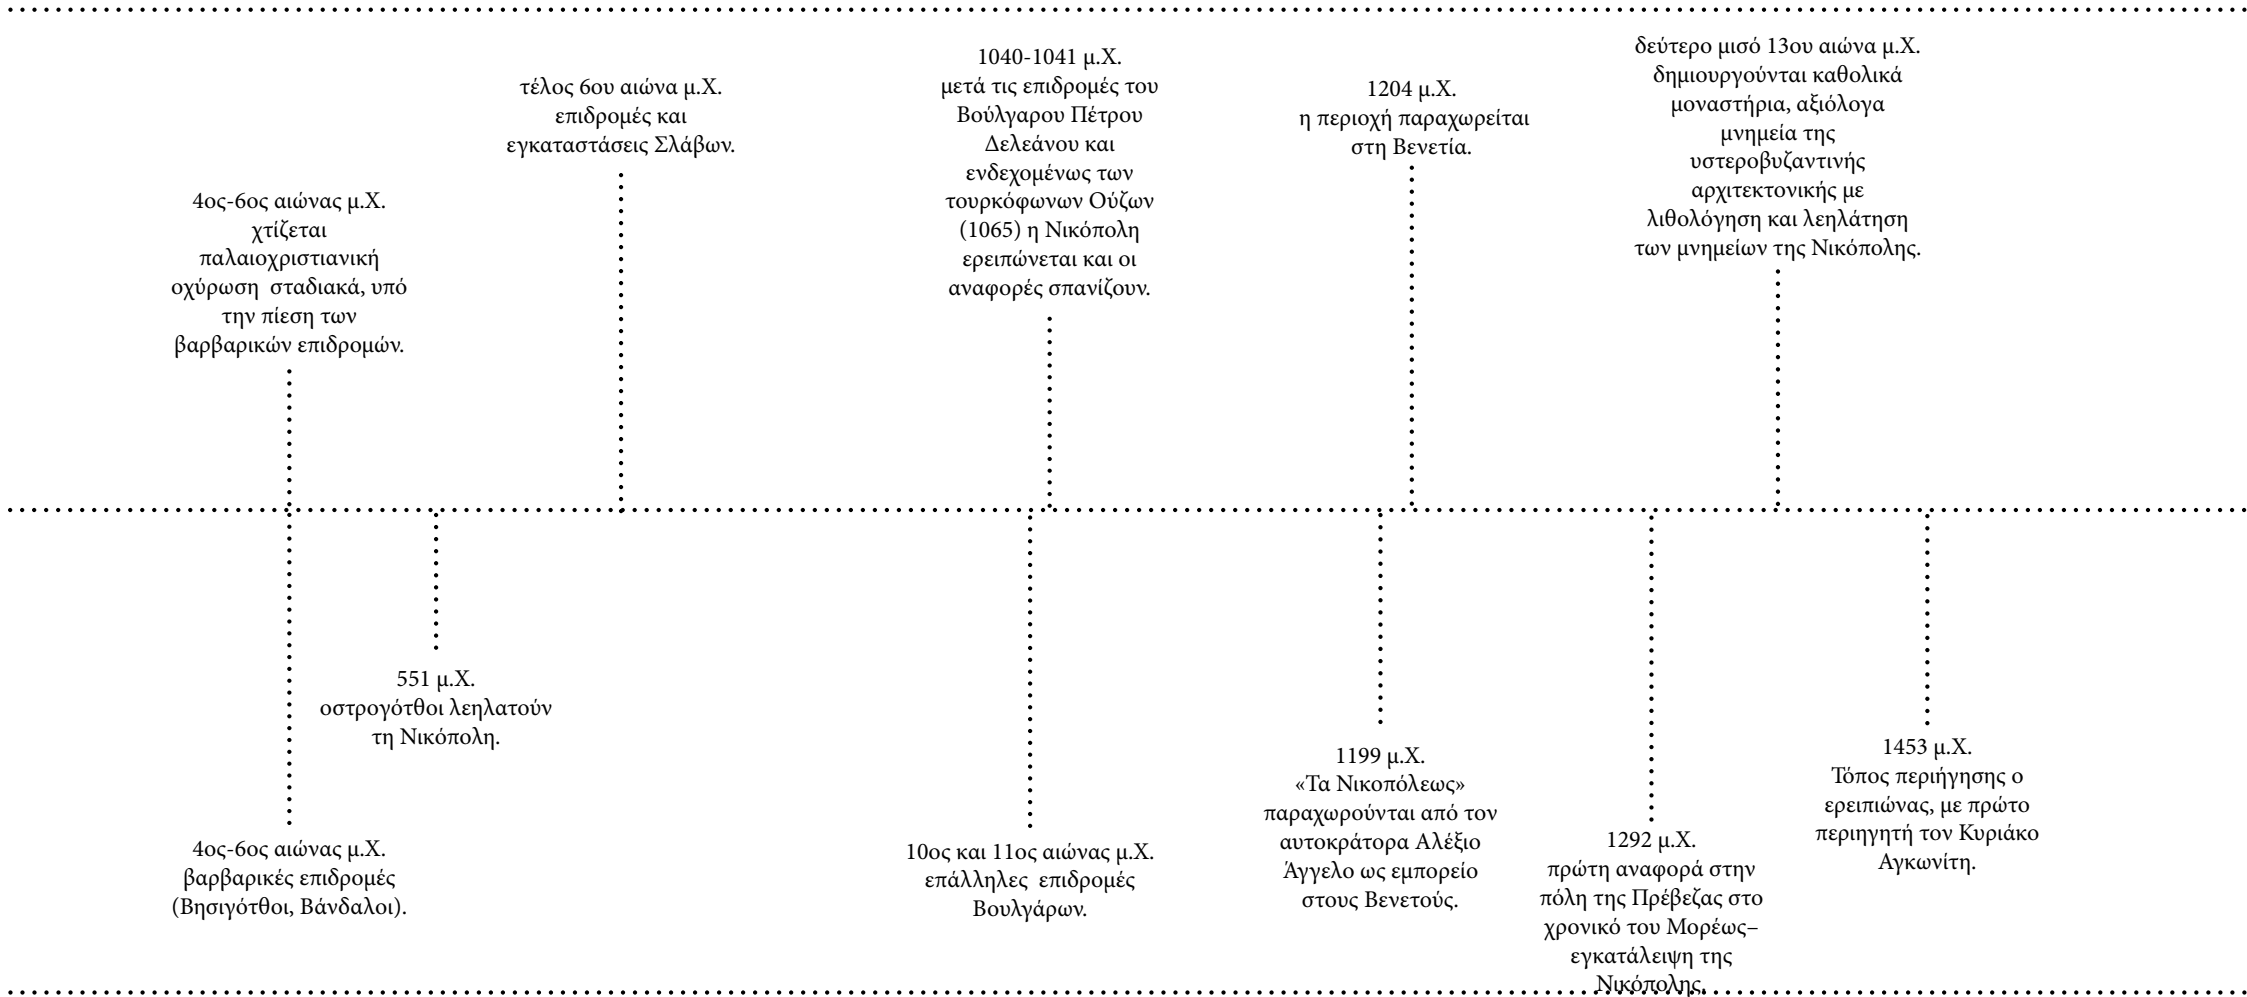 4ος-6ος αιώνας μ.Χ.
χτίζεται
παλαιοχριστιανική
οχύρωση σταδιακά, υπό
την πίεση των
βαρβαρικών επιδρομών.
τέλος 6ου αιώνα μ.Χ.
επιδρομές και
εγκαταστάσεις Σλάβων.
1040-1041 μ.Χ.
μετά τις επιδρομές του
Βούλγαρου Πέτρου
Δελεάνου και
ενδεχομένως των
τουρκόφωνων Ούζων
(1065) η Νικόπολη
ερειπώνεται και οι
αναφορές σπανίζουν.
1204 μ.Χ.
η περιοχή παραχωρείται
στη Βενετία.
δεύτερο μισό 13ου αιώνα μ.Χ.
δημιουργούνται καθολικά
μοναστήρια, αξιόλογα
μνημεία της
υστεροβυζαντινής
αρχιτεκτονικής με
λιθολόγηση και λεηλάτηση
των μνημείων της Νικόπολης.
4ος-6ος αιώνας μ.Χ.
βαρβαρικές επιδρομές
(Βησιγότθοι, Βάνδαλοι).
551 μ.Χ.
οστρογότθοι λεηλατούν
τη Νικόπολη.
10ος και 11ος αιώνας μ.Χ.
επάλληλες επιδρομές
Βουλγάρων.
1199 μ.Χ.
«Τα Νικοπόλεως»
παραχωρούνται από τον
αυτοκράτορα Αλέξιο
Άγγελο ως εμπορείο
στους Βενετούς.
1292 μ.Χ.
πρώτη αναφορά στην
πόλη της Πρέβεζας στο
χρονικό του Μορέως–
εγκατάλειψη της
Νικόπολης.
1453 μ.Χ.
Τόπος περιήγησης ο
ερειπιώνας, με πρώτο
περιηγητή τον Κυριάκο
Αγκωνίτη.